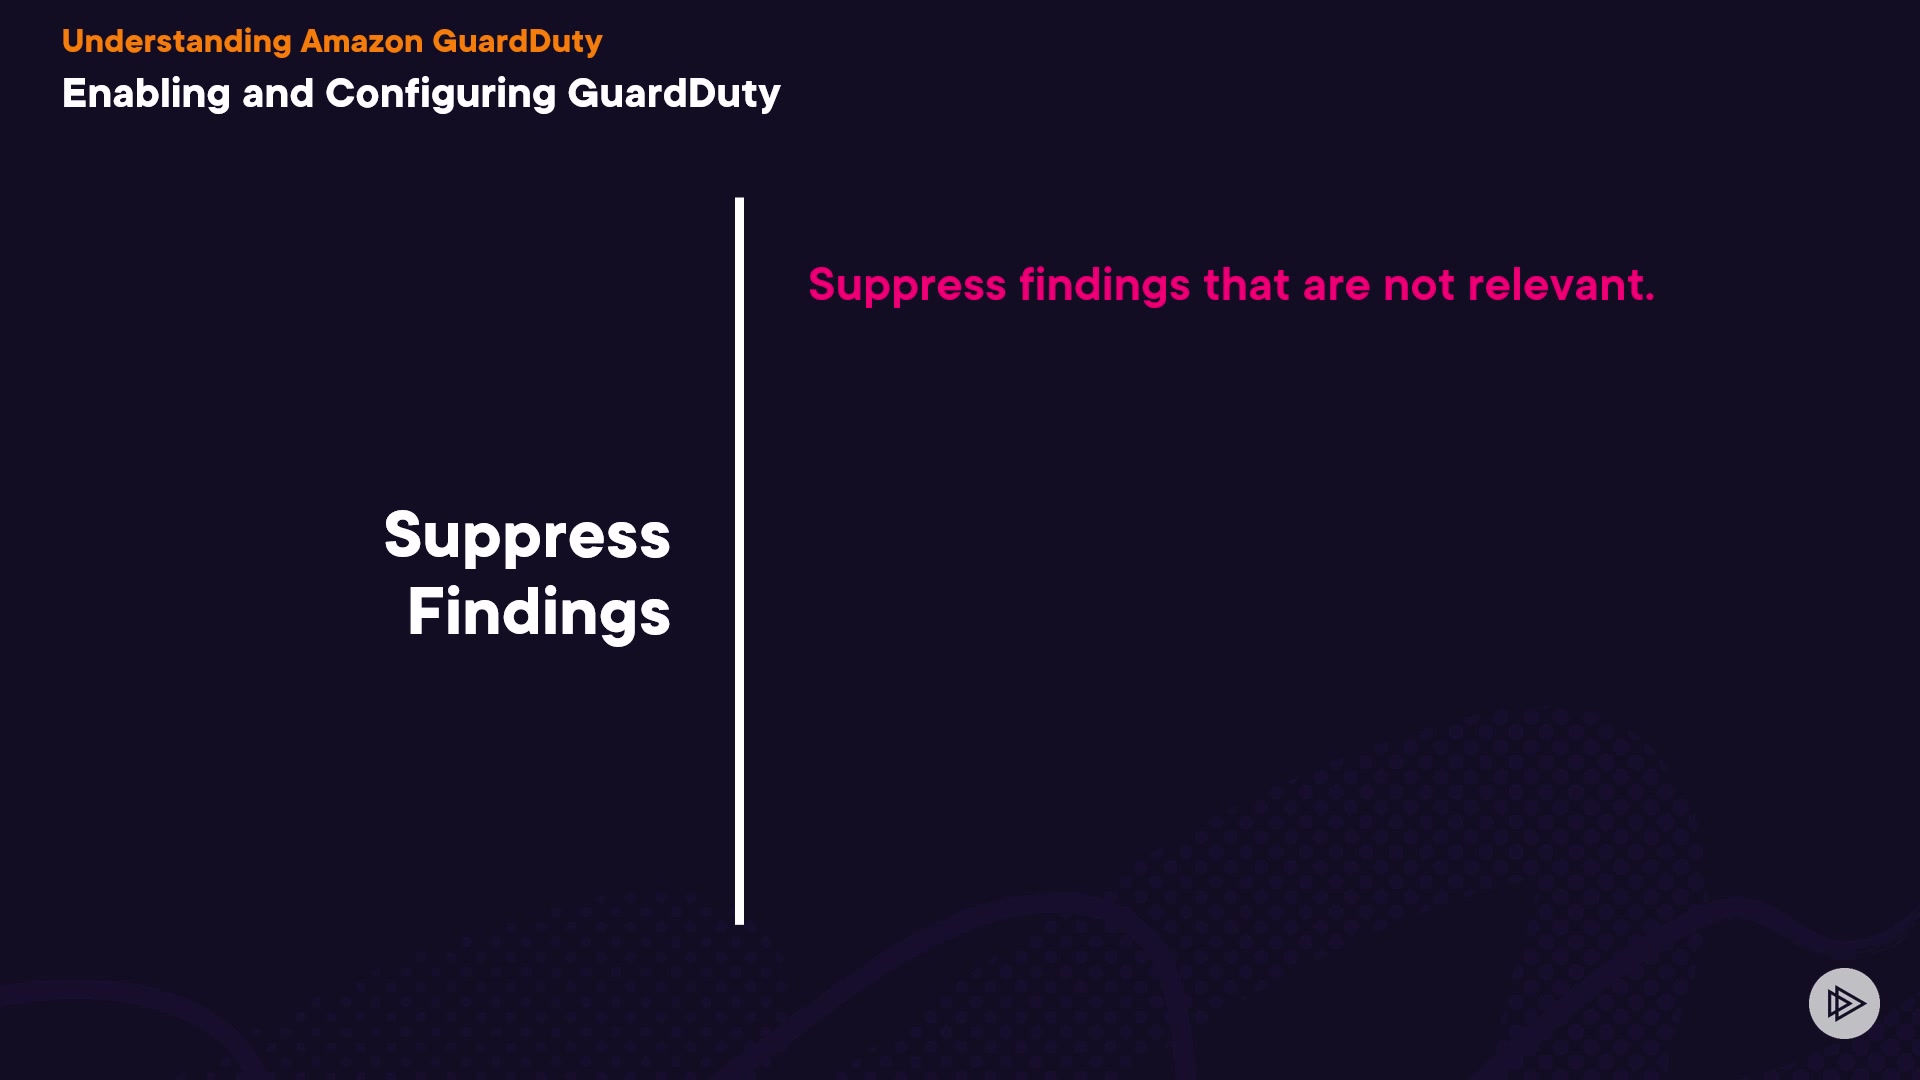 Understanding Amazon GuardDuty
Enabling and Configuring GuardDuty
Suppress findings that are not relevant.
Suppress
Findings